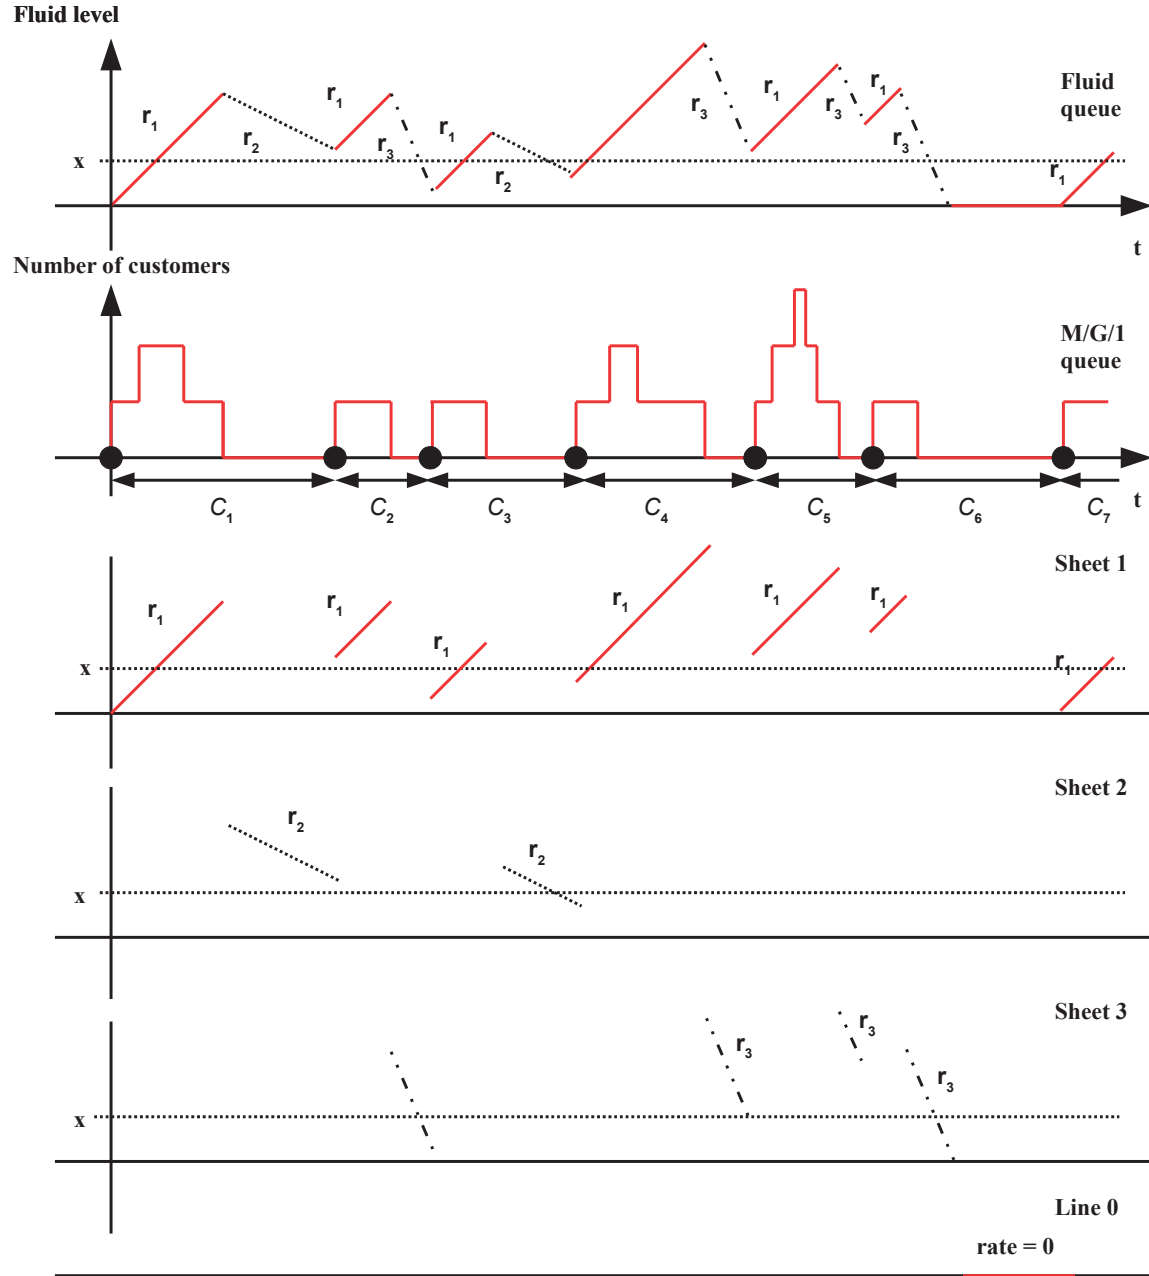 Fluid level
r1
r2
r1
r3
r1
r2
r3
r1
r3
r1
r3
r1
Fluid
queue
x
t
Number of customers
M/G/1
queue
C1
C2
C3
C4
C5
C6
C7
t
Sheet 1
r1
r1
r1
r1
r1
r1
r1
x
Sheet 2
r2
r2
x
Sheet 3
r3
r3
r3
x
Line 0
rate = 0